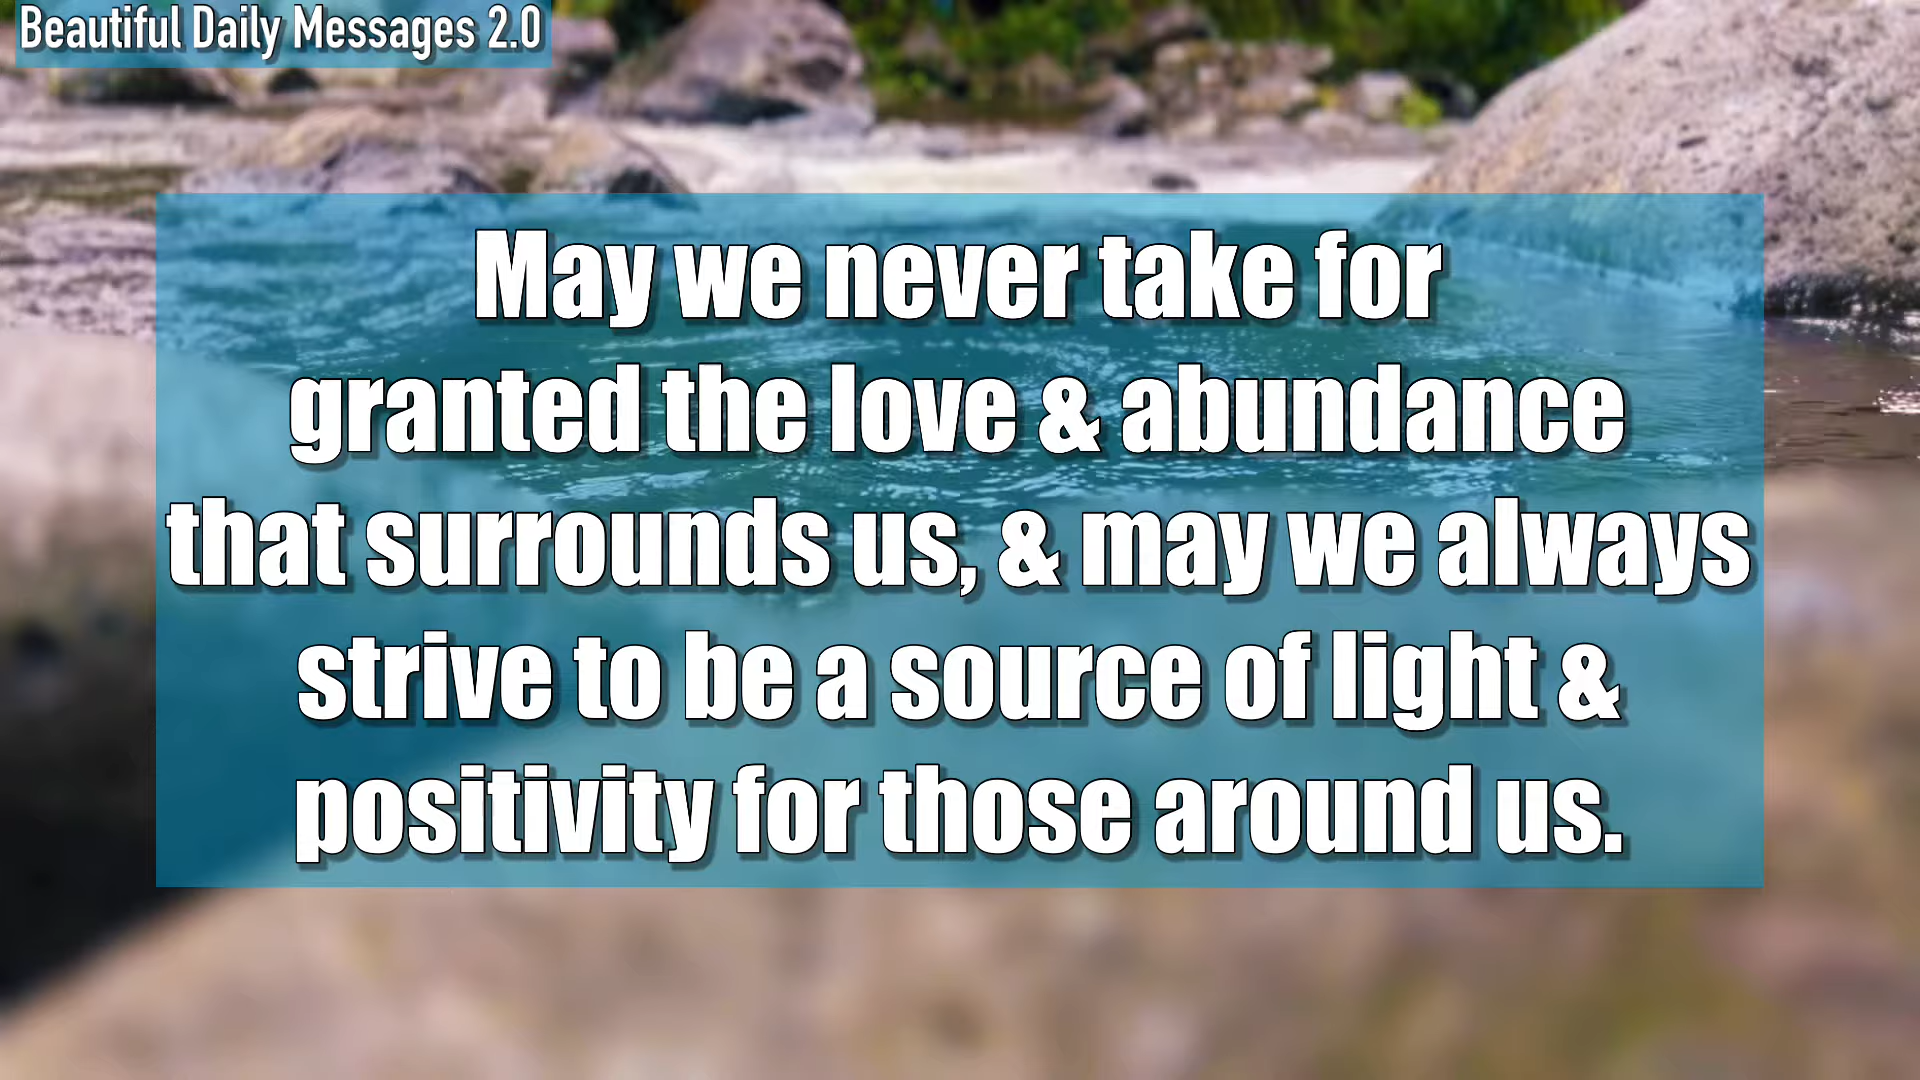 Beautiful Daily Messages 2.0
May we never take for
granted the love & abundance
that surrounds us, & may we always
strive to be a source of light &
positivity for those around us.